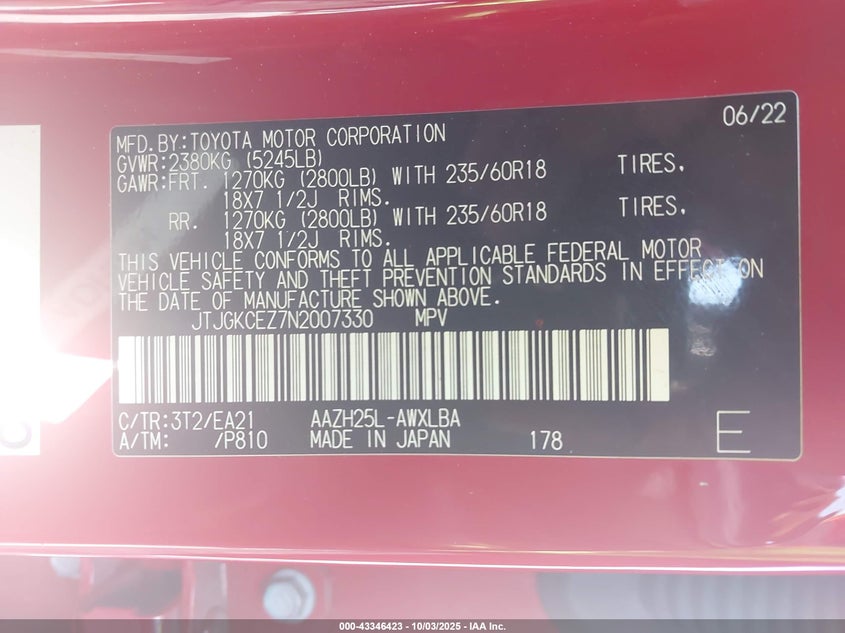 06/22
MFD.BY:TOYOTA MOTOR CORPORATION
GVWR:2380KG (5245LB)
GAWR:FRT. 1270KG (2800LB) WITH 235/60R18 TIRES,
18X7 1/2J RIMS.
RR. 1270KG (2800LB) WITH 235/60R18 TIRES,
18X7 1/2J RIMS.
THIS VEHICLE CONFORMS TO ALL APPLICABLE FEDERAL MOTOR
VEHICLE SAFETY AND THEFT PREVENTION STANDARDS IN EFFECT ON
THE DATE OF MANUFACTURE SHOWN ABOVE.
JTJGKCEZ7N2007330 MPV
C/TR:3T2/EA21 AAZH25L-AWXLBA
A/TM: /P810 MADE IN JAPAN 178
E
000-43346423 - 10/03/2025 - IAA Inc.